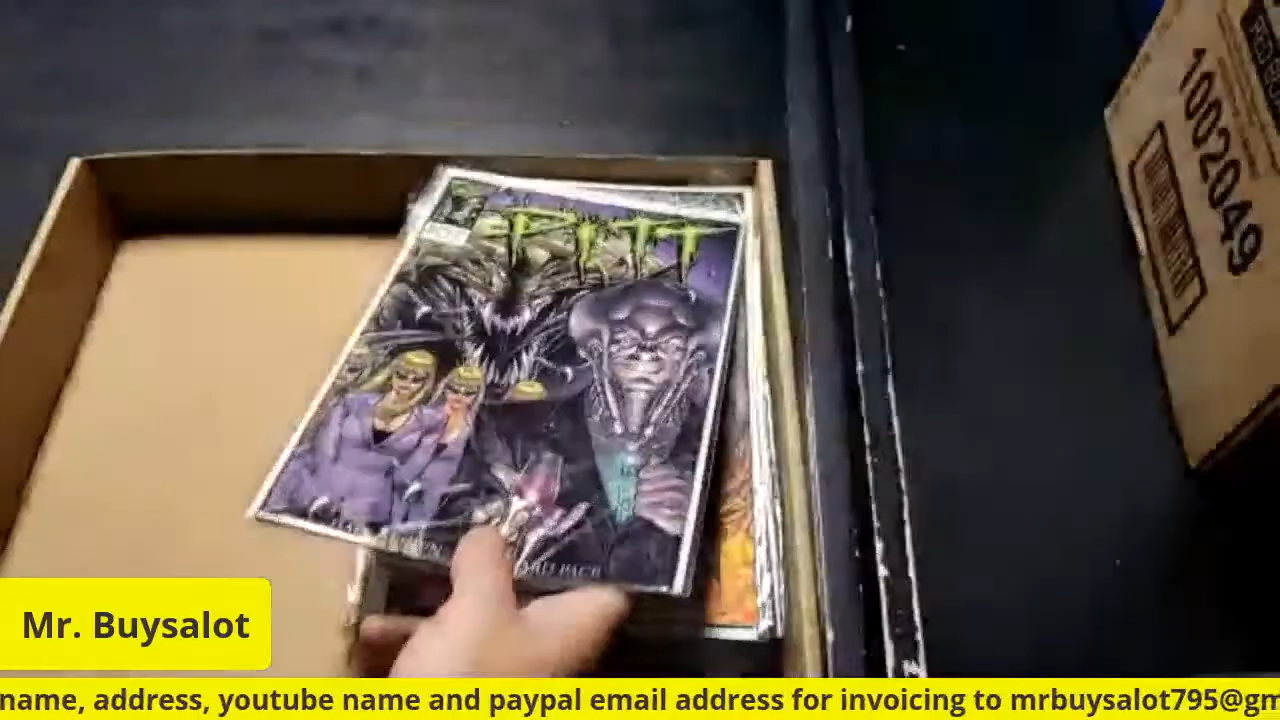 PITT
1002049
Mr. Buysalot
name, address, youtube name and paypal email address for invoicing to mrbuysalot795@gm